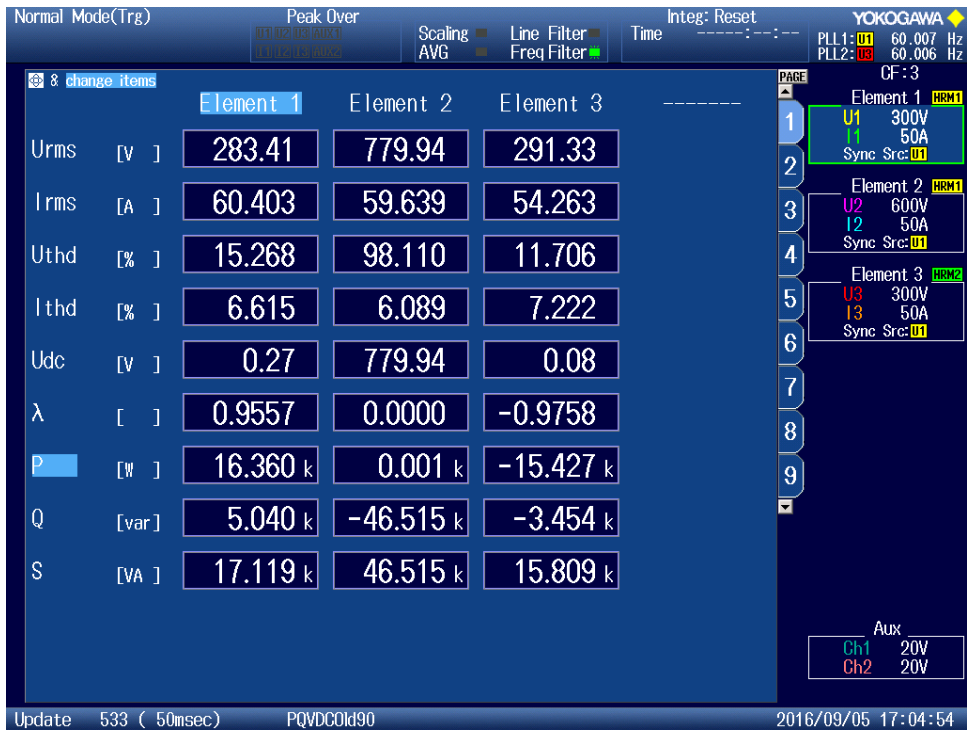 Normal Mode(Trg) Peak Over Scaling Line Filter Integ: Reset YOKOGAWA
AVG Freq Filter Time -----:--:--
PLL1: U1 60.007 Hz
PLL2: U3 60.006 Hz
& change items PAGE CF:3
Element 1 Element 2 Element 3 -------
Urms [V ] 283.41 779.94 291.33
Irms [A ] 60.403 59.639 54.263
Uthd [% ] 15.268 98.110 11.706
Ithd [% ] 6.615 6.089 7.222
Udc [V ] 0.27 779.94 0.08
λ [ ] 0.9557 0.0000 -0.9758
P [W ] 16.360 k 0.001 k -15.427 k
Q [var] 5.040 k -46.515 k -3.454 k
S [VA ] 17.119 k 46.515 k 15.809 k
1
2
3
4
5
6
7
8
9
Element 1 HRM1
U1 300V
I1 50A
Sync Src: U1
Element 2 HRM1
U2 600V
I2 50A
Sync Src: U1
Element 3 HRM2
U3 300V
I3 50A
Sync Src: U1
Aux
Ch1 20V
Ch2 20V
Update 533 ( 50msec) PQVDCOld90 2016/09/05 17:04:54